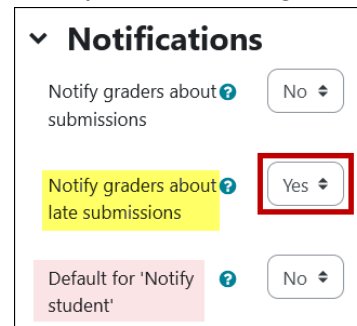 Notifications
Notify graders about No
submissions
Notify graders about Yes
late submissions
Default for 'Notify No
student'